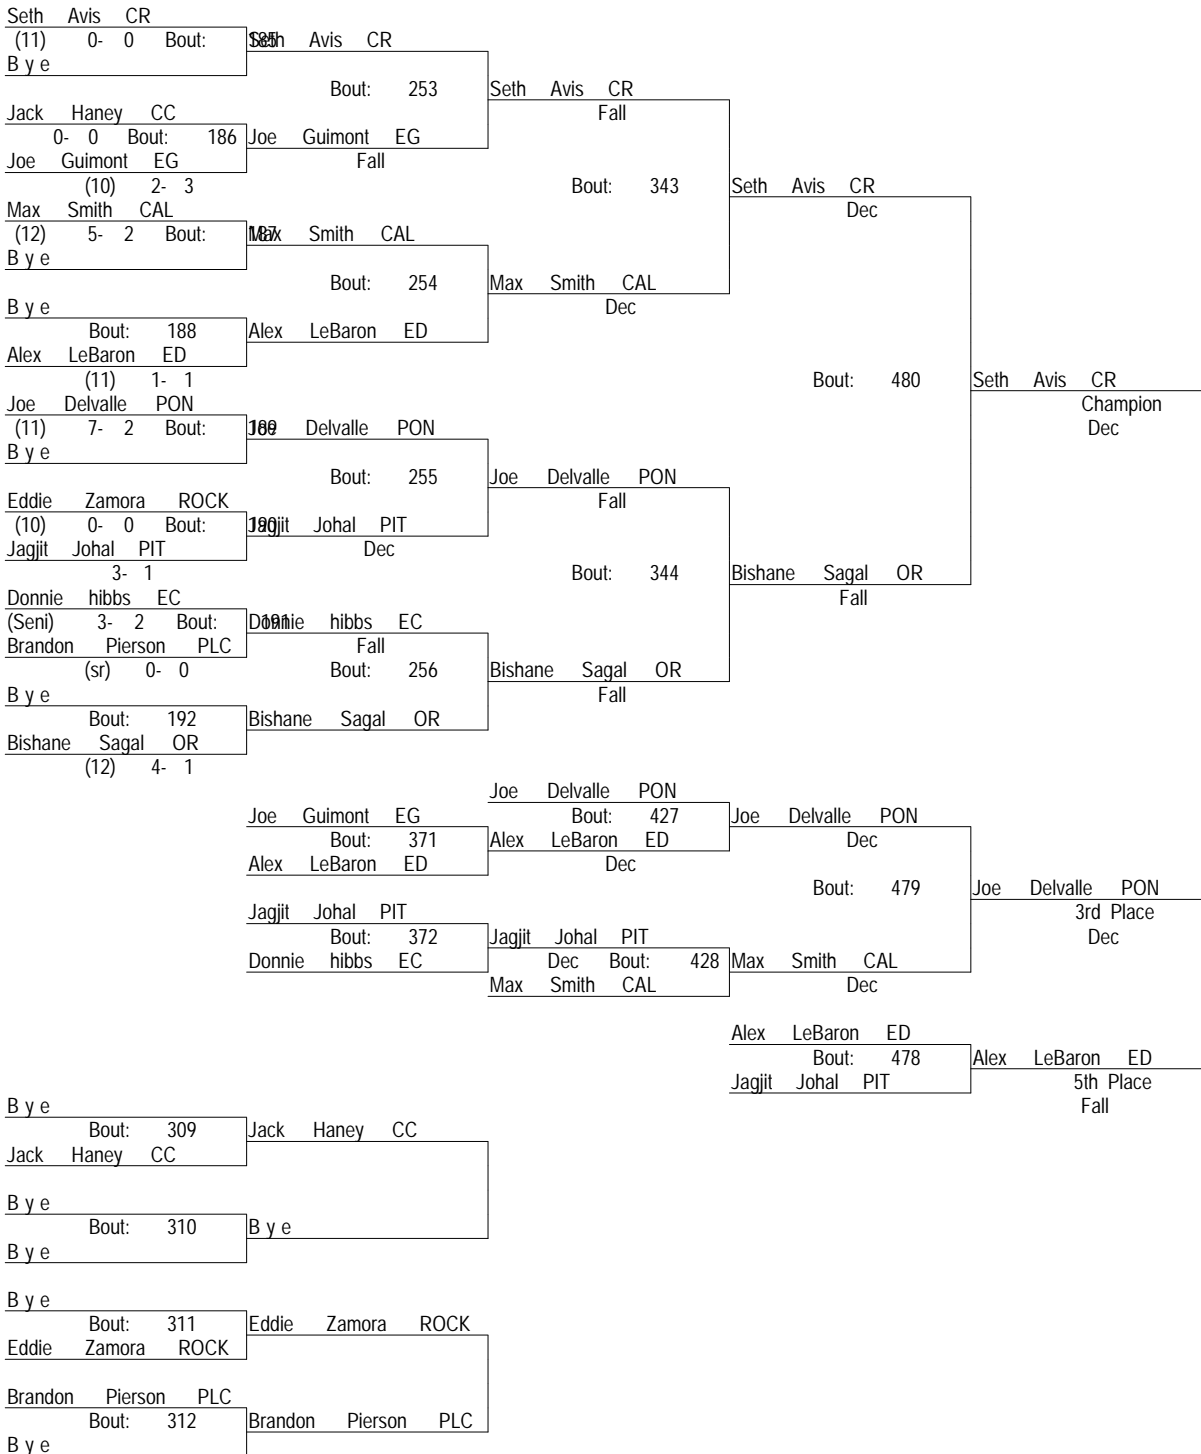 Seth Avis CR
(11) 0- 0 Bout: 185 Seth Avis CR
B y e
Bout: 253 Seth Avis CR
Fall
Jack Haney CC
0- 0 Bout: 186 Joe Guimont EG
Fall
Joe Guimont EG
(10) 2- 3
Bout: 343 Seth Avis CR
Dec
Max Smith CAL
(12) 5- 2 Bout: 187 Max Smith CAL
B y e
Bout: 254 Max Smith CAL
Dec
B y e
Bout: 188 Alex LeBaron ED
Alex LeBaron ED
(11) 1- 1
Bout: 480 Seth Avis CR
Champion
Dec
Joe Delvalle PON
(11) 7- 2 Bout: 189 Joe Delvalle PON
B y e
Bout: 255 Joe Delvalle PON
Fall
Eddie Zamora ROCK
(10) 0- 0 Bout: 190 Jagjit Johal PIT
Dec
Jagjit Johal PIT
3- 1
Bout: 344 Bishane Sagal OR
Fall
Donnie hibbs EC
(Seni) 3- 2 Bout: 191 Donnie hibbs EC
Fall
Brandon Pierson PLC
(sr) 0- 0
Bout: 256 Bishane Sagal OR
Fall
B y e
Bout: 192 Bishane Sagal OR
Bishane Sagal OR
(12) 4- 1
Joe Delvalle PON
Bout: 427 Joe Delvalle PON
Dec
Joe Guimont EG
Bout: 371 Alex LeBaron ED
Dec
Alex LeBaron ED
Bout: 479 Joe Delvalle PON
3rd Place
Dec
Jagjit Johal PIT
Bout: 372 Jagjit Johal PIT
Donnie hibbs EC
Dec Bout: 428 Max Smith CAL
Dec
Max Smith CAL
Alex LeBaron ED
Bout: 478 Alex LeBaron ED
Jagjit Johal PIT
5th Place
Fall
B y e
Bout: 309 Jack Haney CC
Jack Haney CC
B y e
Bout: 310 B y e
B y e
B y e
Bout: 311 Eddie Zamora ROCK
Eddie Zamora ROCK
Brandon Pierson PLC
Bout: 312 Brandon Pierson PLC
B y e